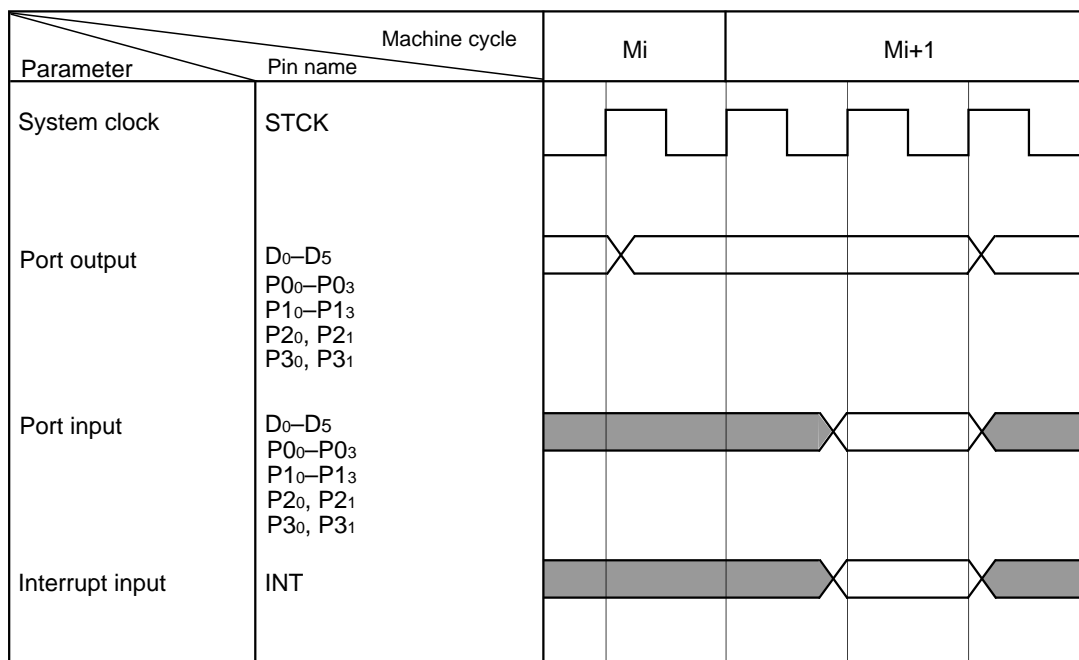 Machine cycle
Parameter
Pin name
Mi
Mi+1
System clock
STCK
Port output
D0–D5
P00–P03
P10–P13
P20, P21
P30, P31
Port input
D0–D5
P00–P03
P10–P13
P20, P21
P30, P31
Interrupt input
INT